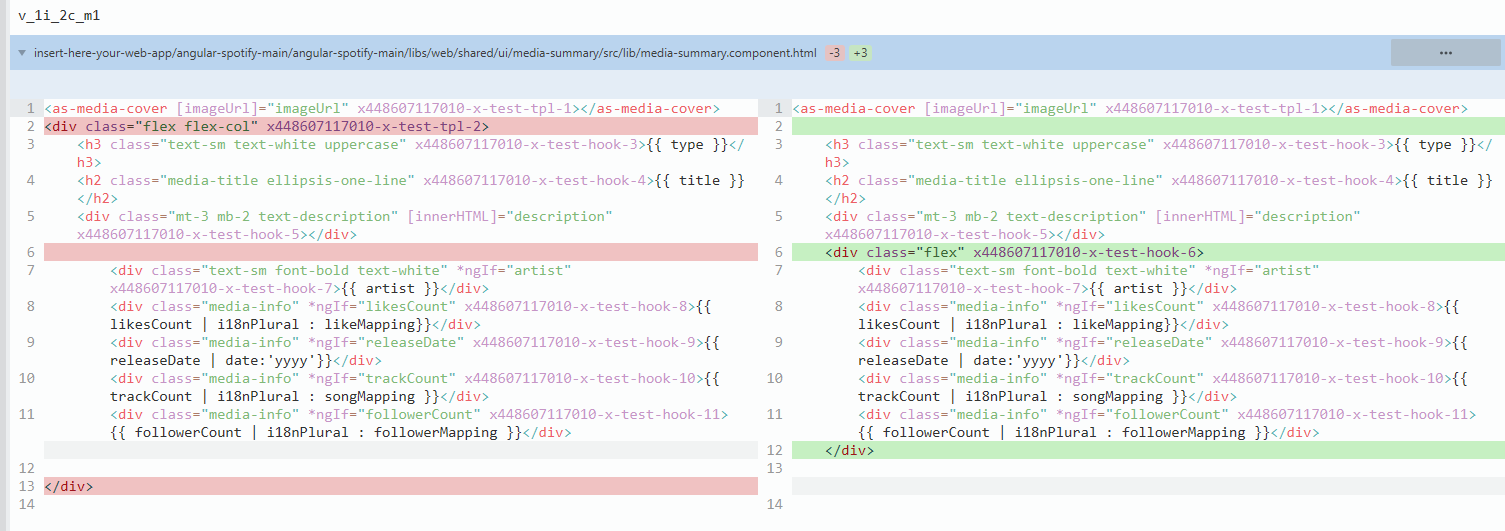 v_1i_2c_m1
insert-here-your-web-app/angular-spotify-main/angular-spotify-main/libs/web/shared/ui/media-summary/src/lib/media-summary.component.html -3 +3 •••
1 <as-media-cover [imageUrl]="imageUrl" x448607117010-x-test-tpl-1></as-media-cover>
2 <div class="flex flex-col" x448607117010-x-test-tpl-2>
3 <h3 class="text-sm text-white uppercase" x448607117010-x-test-hook-3>{{ type }}</
h3>
4 <h2 class="media-title ellipsis-one-line" x448607117010-x-test-hook-4>{{ title }}
</h2>
5 <div class="mt-3 mb-2 text-description" [innerHTML]="description"
x448607117010-x-test-hook-5></div>
6
7 <div class="text-sm font-bold text-white" *ngIf="artist"
x448607117010-x-test-hook-7>{{ artist }}</div>
8 <div class="media-info" *ngIf="likesCount" x448607117010-x-test-hook-8>{{
likesCount | i18nPlural : likeMapping}}</div>
9 <div class="media-info" *ngIf="releaseDate" x448607117010-x-test-hook-9>{{
releaseDate | date:'yyyy'}}</div>
10 <div class="media-info" *ngIf="trackCount" x448607117010-x-test-hook-10>{{
trackCount | i18nPlural : songMapping }}</div>
11 <div class="media-info" *ngIf="followerCount" x448607117010-x-test-hook-11>
{{ followerCount | i18nPlural : followerMapping }}</div>
12
13 </div>
14
1 <as-media-cover [imageUrl]="imageUrl" x448607117010-x-test-tpl-1></as-media-cover>
2
3 <h3 class="text-sm text-white uppercase" x448607117010-x-test-hook-3>{{ type }}</
h3>
4 <h2 class="media-title ellipsis-one-line" x448607117010-x-test-hook-4>{{ title }}
</h2>
5 <div class="mt-3 mb-2 text-description" [innerHTML]="description"
x448607117010-x-test-hook-5></div>
6 <div class="flex" x448607117010-x-test-hook-6>
7 <div class="text-sm font-bold text-white" *ngIf="artist"
x448607117010-x-test-hook-7>{{ artist }}</div>
8 <div class="media-info" *ngIf="likesCount" x448607117010-x-test-hook-8>{{
likesCount | i18nPlural : likeMapping}}</div>
9 <div class="media-info" *ngIf="releaseDate" x448607117010-x-test-hook-9>{{
releaseDate | date:'yyyy'}}</div>
10 <div class="media-info" *ngIf="trackCount" x448607117010-x-test-hook-10>{{
trackCount | i18nPlural : songMapping }}</div>
11 <div class="media-info" *ngIf="followerCount" x448607117010-x-test-hook-11>
{{ followerCount | i18nPlural : followerMapping }}</div>
12 </div>
13
14